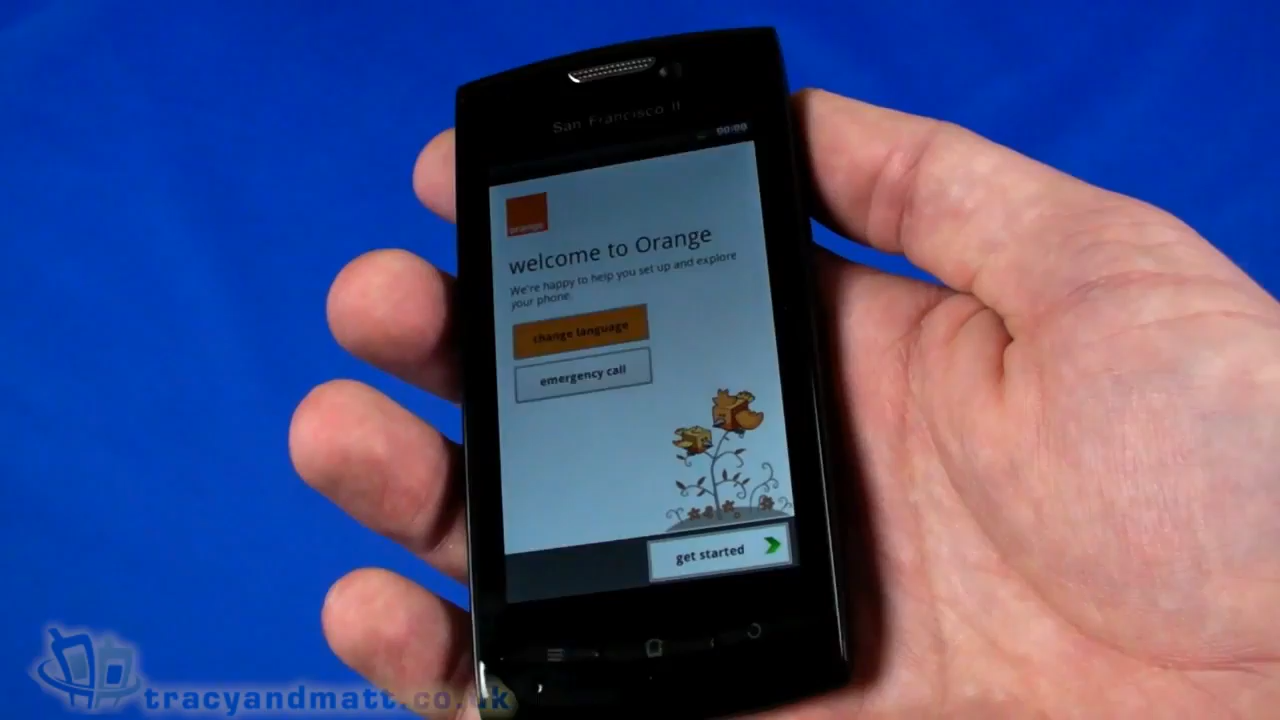 San Francisco II
00:00
orange
welcome to Orange
We're happy to help you set up and explore
your phone.
change language
emergency call
get started
tracyandmatt.co.uk